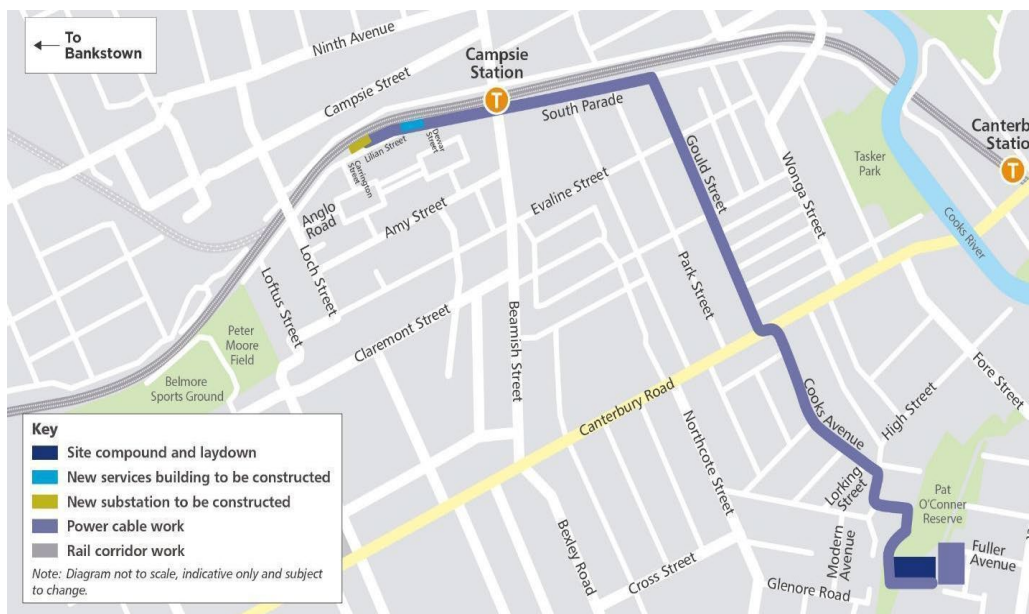 To
Bankstown
Ninth Avenue
Campsie Street
Campsie
Station
T
South Parade
Dewar
Street
Lilian Street
Carrington
Street
Anglo
Road
Amy Street
Evaline Street
Gould Street
Wonga Street
Tasker
Park
Canterb
Statio
T
Cooks River
Loch Street
Loftus Street
Park Street
Peter
Moore
Field
Claremont Street
Beamish Street
Belmore
Sports Ground
Canterbury Road
Cooks Avenue
Fore Street
High Street
Northcote Street
Lorking
Street
Pat
O'Conner
Reserve
Modern
Avenue
Fuller
Avenue
Bexley Road
Cross Street
Glenore Road
Key
Site compound and laydown
New services building to be constructed
New substation to be constructed
Power cable work
Rail corridor work
Note: Diagram not to scale, indicative only and subject
to change.